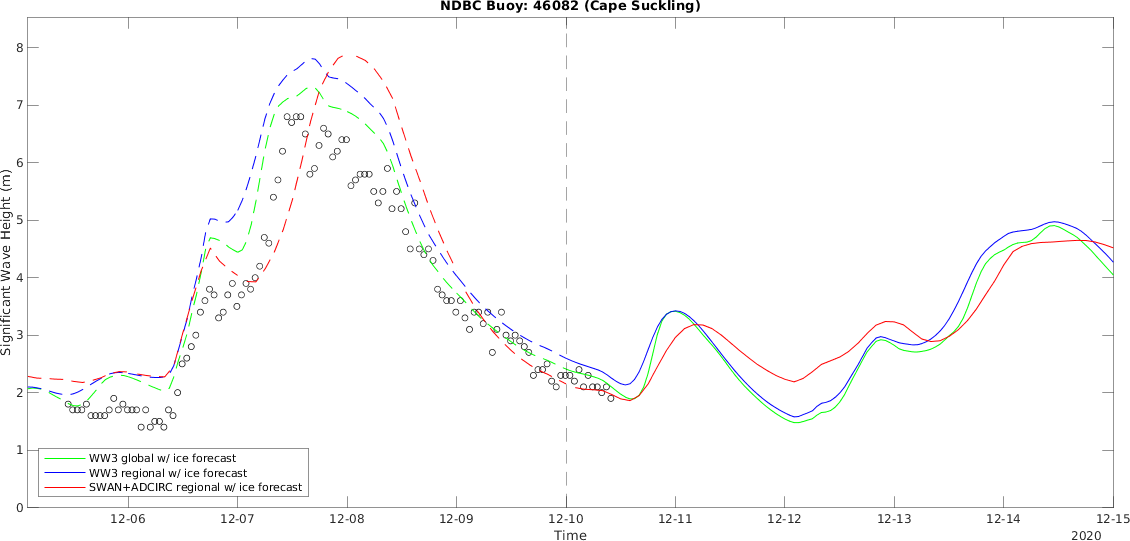 NDBC Buoy: 46082 (Cape Suckling)
8
7
6
5
4
3
2
1
0
Significant Wave Height (m)
WW3 global w/ ice forecast
WW3 regional w/ ice forecast
SWAN+ADCIRC regional w/ ice forecast
12-06 12-07 12-08 12-09 12-10 12-11 12-12 12-13 12-14 12-15
Time
2020